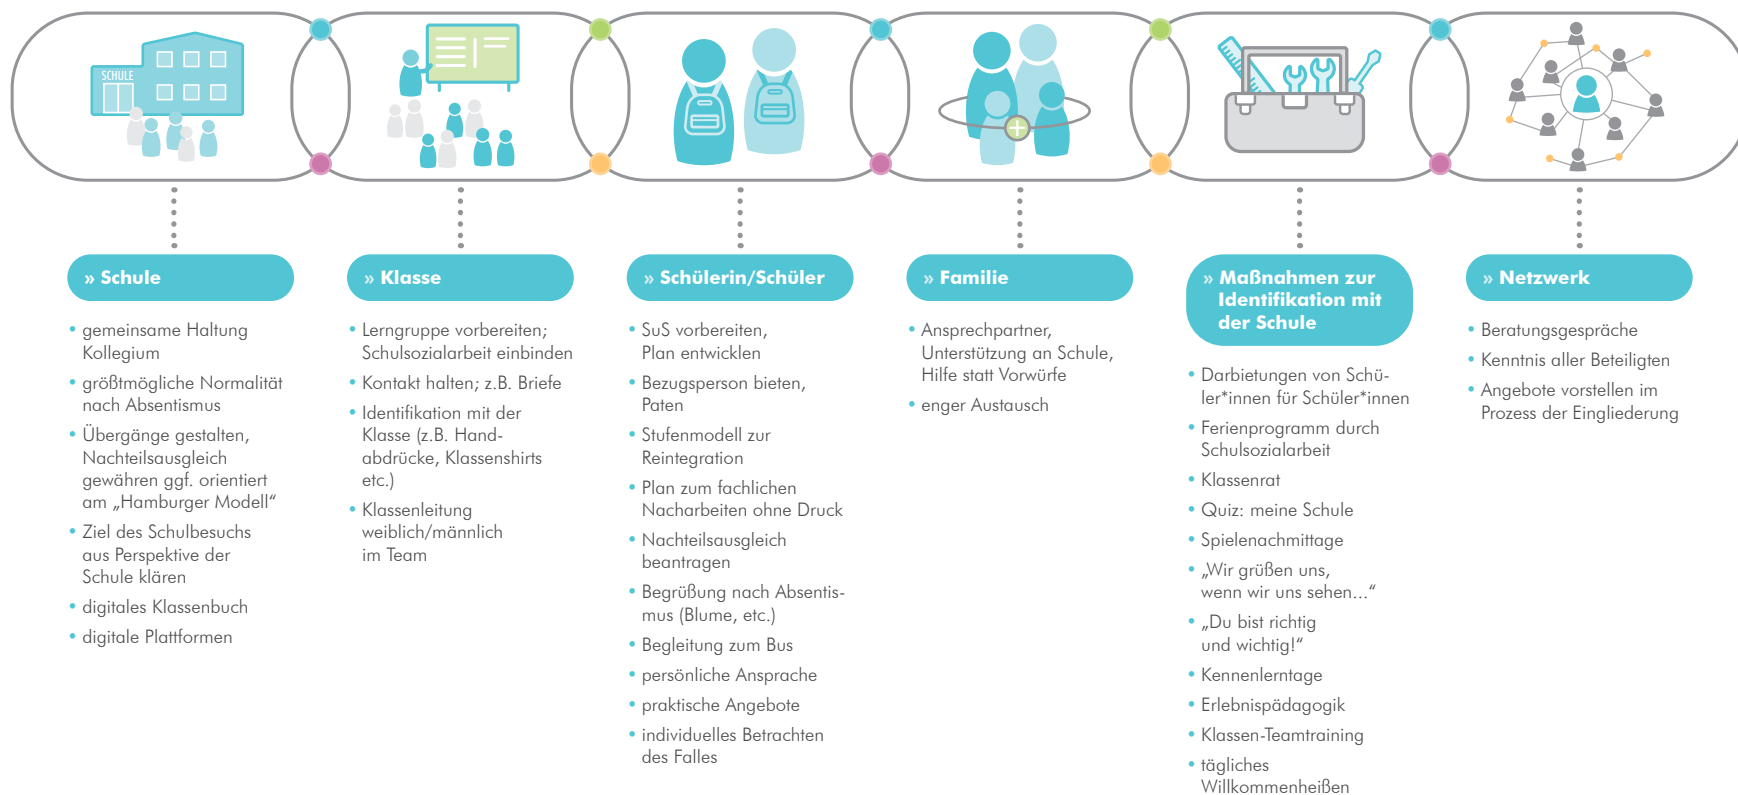 SCHULE
» Schule
• gemeinsame Haltung
Kollegium
• größtmögliche Normalität
nach Absentismus
• Übergänge gestalten,
Nachteilsausgleich
gewähren ggf. orientiert
am „Hamburger Modell“
• Ziel des Schulbesuchs
aus Perspektive der
Schule klären
• digitales Klassenbuch
• digitale Plattformen
» Klasse
• Lerngruppe vorbereiten;
Schulsozialarbeit einbinden
• Kontakt halten; z.B. Briefe
• Identifikation mit der
Klasse (z.B. Hand-
abdrücke, Klassenshirts
etc.)
• Klassenleitung
weiblich/männlich
im Team
» Schülerin/Schüler
• SuS vorbereiten,
Plan entwicklen
• Bezugsperson bieten,
Paten
• Stufenmodell zur
Reintegration
• Plan zum fachlichen
Nacharbeiten ohne Druck
• Nachteilsausgleich
beantragen
• Begrüßung nach Absentis-
mus (Blume, etc.)
• Begleitung zum Bus
• persönliche Ansprache
• praktische Angebote
• individuelles Betrachten
des Falles
» Familie
• Ansprechpartner,
Unterstützung an Schule,
Hilfe statt Vorwürfe
• enger Austausch
» Maßnahmen zur
Identifikation mit
der Schule
• Darbietungen von Schü-
ler*innen für Schüler*innen
• Ferienprogramm durch
Schulsozialarbeit
• Klassenrat
• Quiz: meine Schule
• Spielenachmittage
• „Wir grüßen uns,
wenn wir uns sehen...“
• „Du bist richtig
und wichtig!“
• Kennenlerntage
• Erlebnispädagogik
• Klassen-Teamtraining
• tägliches
Willkommenheißen
» Netzwerk
• Beratungsgespräche
• Kenntnis aller Beteiligten
• Angebote vorstellen im
Prozess der Eingliederung